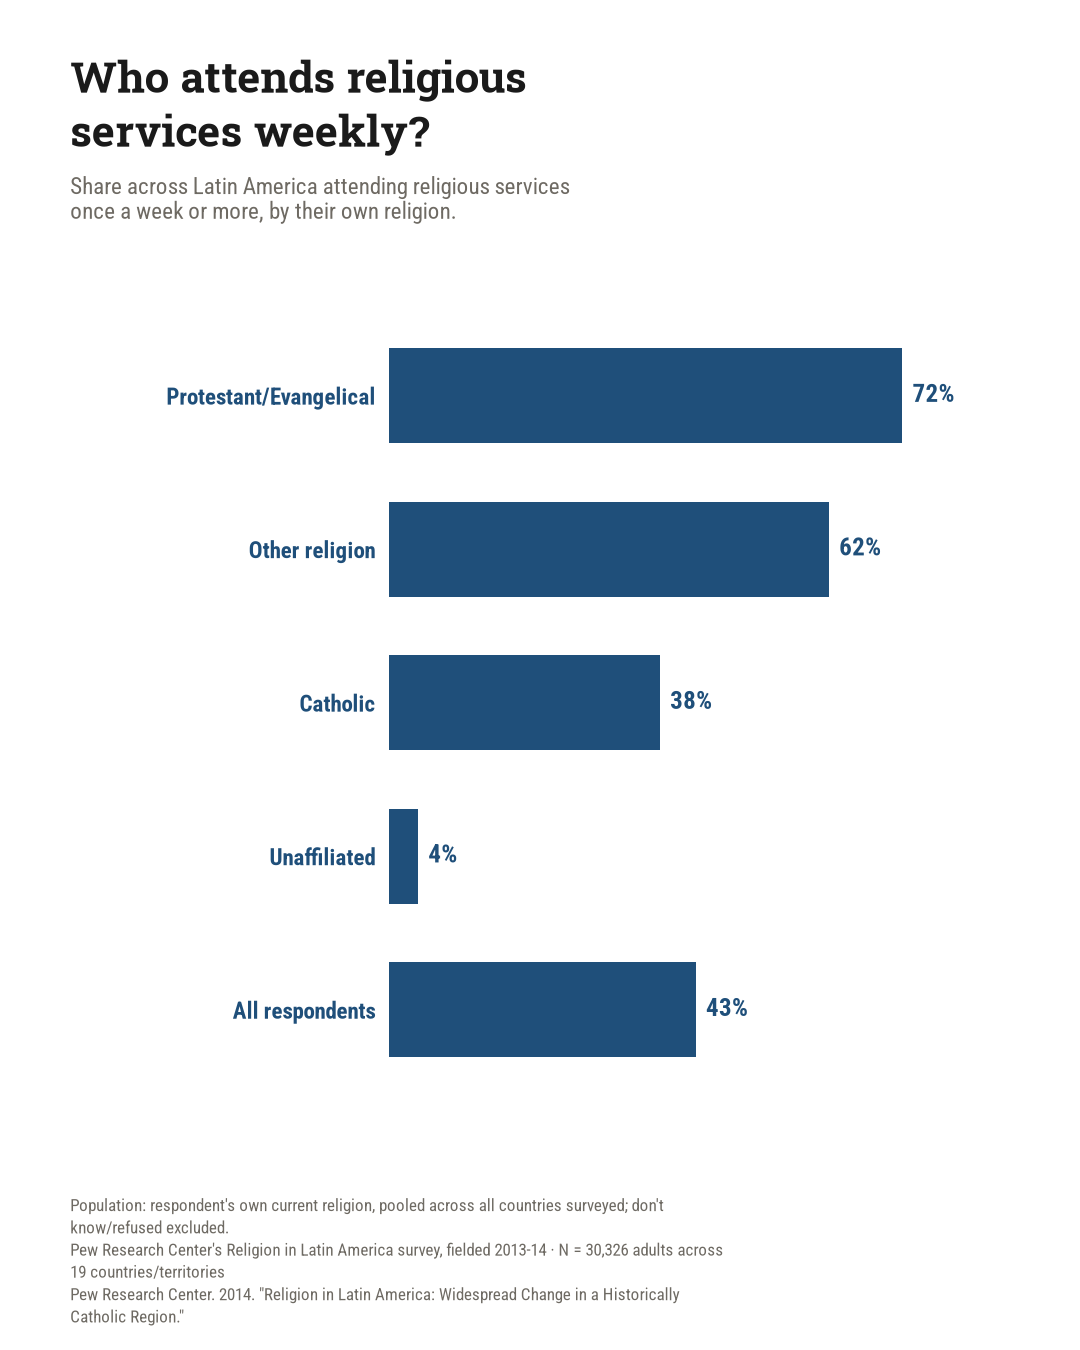 Who attends religious
services weekly?
Share across Latin America attending religious services
once a week or more, by their own religion.
Protestant/Evangelical
72%
Other religion
62%
Catholic
38%
Unaffiliated
4%
All respondents
43%
Population: respondent's own current religion, pooled across all countries surveyed; don't
know/refused excluded.
Pew Research Center's Religion in Latin America survey, fielded 2013-14 · N = 30,326 adults across
19 countries/territories
Pew Research Center. 2014. "Religion in Latin America: Widespread Change in a Historically
Catholic Region."